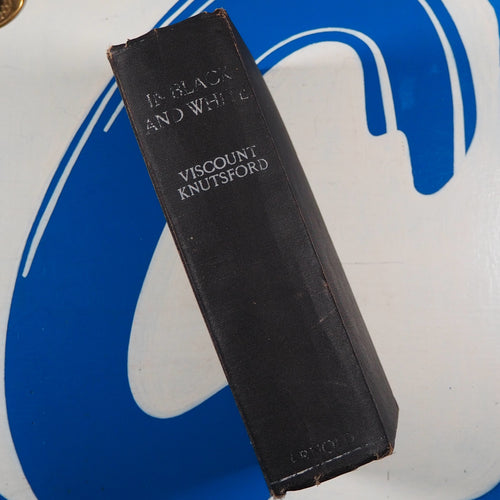 IN BLACK
AND WHITE
VISCOUNT
KNUTSFORD
ARNOLD